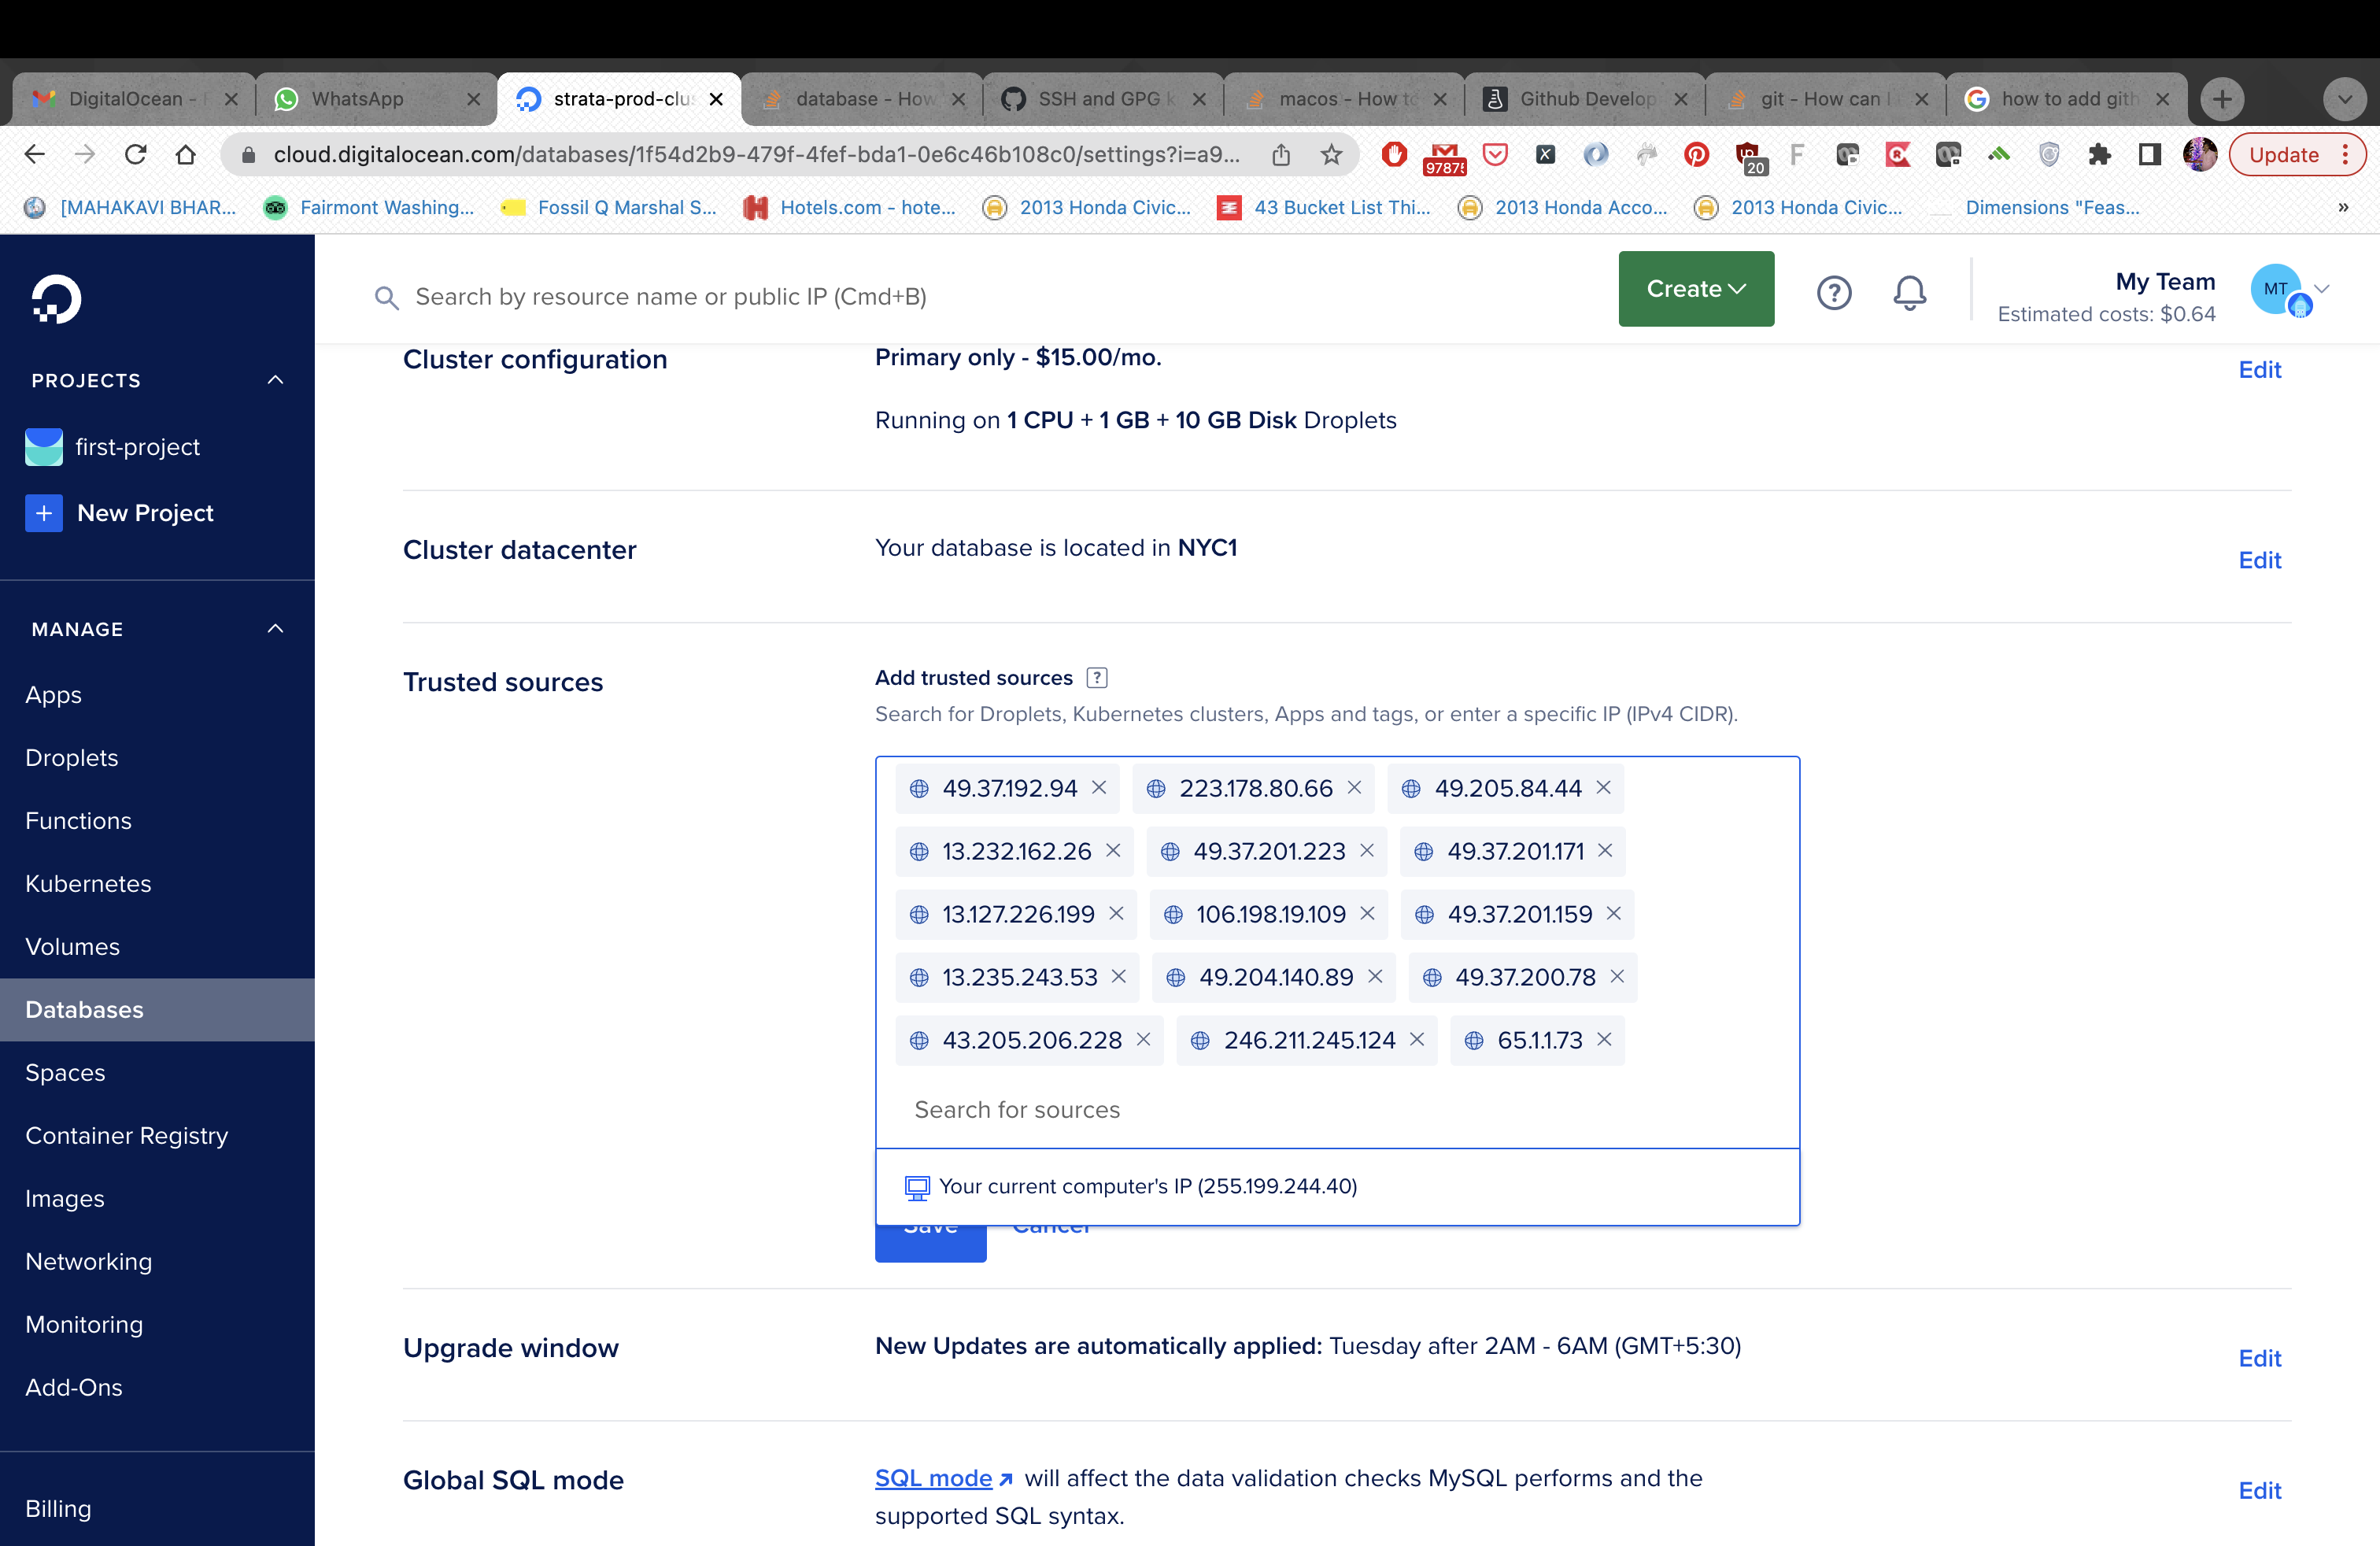 DigitalOcean -
WhatsApp
strata-prod-clus
database - How
SSH and GPG k
macos - How to
Github Develop
git - How can I
how to add gith
cloud.digitalocean.com/databases/1f54d2b9-479f-4fef-bda1-0e6c46b108c0/settings?i=a9...
97875
20
Update
[MAHAKAVI BHAR...
Fairmont Washing...
Fossil Q Marshal S...
Hotels.com - hote...
2013 Honda Civic...
43 Bucket List Thi...
2013 Honda Acco...
2013 Honda Civic...
Dimensions "Feas...
»
PROJECTS
first-project
New Project
MANAGE
Apps
Droplets
Functions
Kubernetes
Volumes
Databases
Spaces
Container Registry
Images
Networking
Monitoring
Add-Ons
Billing
Search by resource name or public IP (Cmd+B)
Create
My Team
Estimated costs: $0.64
MT
Cluster configuration
Primary only - $15.00/mo.
Edit
Running on 1 CPU + 1 GB + 10 GB Disk Droplets
Cluster datacenter
Your database is located in NYC1
Edit
Trusted sources
Add trusted sources ?
Search for Droplets, Kubernetes clusters, Apps and tags, or enter a specific IP (IPv4 CIDR).
49.37.192.94 223.178.80.66 49.205.84.44
13.232.162.26 49.37.201.223 49.37.201.171
13.127.226.199 106.198.19.109 49.37.201.159
13.235.243.53 49.204.140.89 49.37.200.78
43.205.206.228 246.211.245.124 65.1.1.73
Search for sources
Your current computer's IP (255.199.244.40)
Save Cancel
Upgrade window
New Updates are automatically applied: Tuesday after 2AM - 6AM (GMT+5:30)
Edit
Global SQL mode
SQL mode will affect the data validation checks MySQL performs and the
supported SQL syntax.
Edit